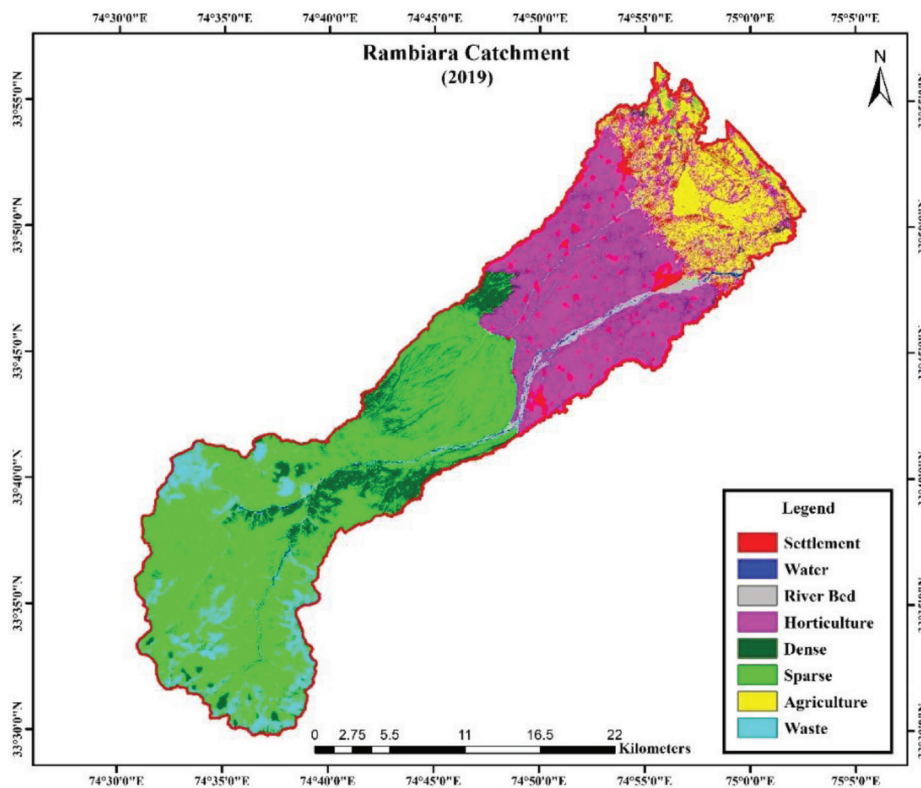 74°30'0"E 74°35'0"E 74°40'0"E 74°45'0"E 74°50'0"E 74°55'0"E 75°0'0"E 75°5'0"E
Rambiara Catchment
(2019)
N
33°55'0"N
33°50'0"N
33°45'0"N
33°40'0"N
33°35'0"N
33°30'0"N
Legend
Settlement
Water
River Bed
Horticulture
Dense
Sparse
Agriculture
Waste
0 2.75 5.5 11 16.5 22
Kilometers
74°30'0"E 74°35'0"E 74°40'0"E 74°45'0"E 74°50'0"E 74°55'0"E 75°0'0"E 75°5'0"E